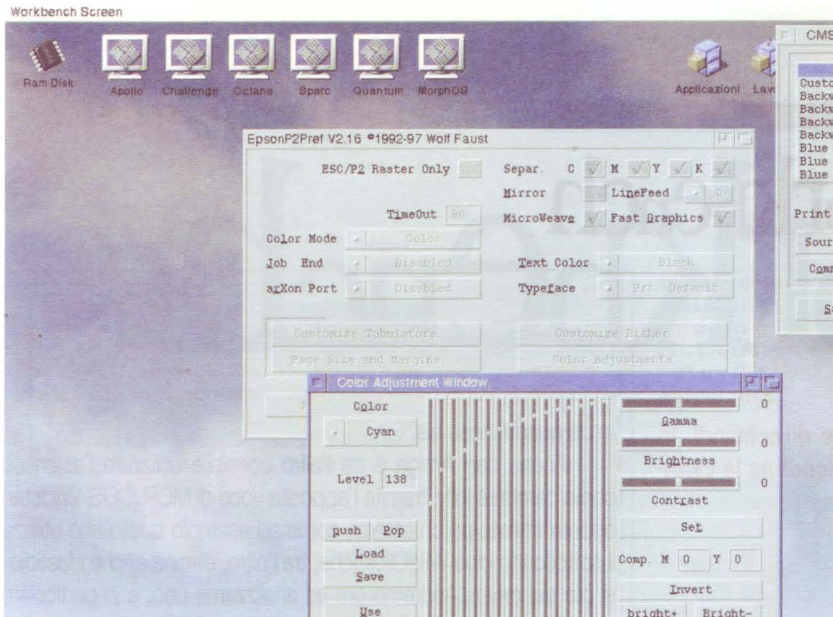 Workbench Screen
CMS
Ram Disk
Apollo
Challenge
Octane
Sparc
Quantum
MorphOS
Applicazioni
Custo
Backw
Backw
Backw
Backw
Blue
Blue
Blue
Print
Sour
EpsonP2Pref V2.16 ©1992-97 Wolf Faust
ESC/P2 Raster Only
Separ. C M Y K
Mirror
LineFeed 0
TimeOut 90
MicroWeave
Fast Graphics
Color Mode Color
Job End Disabled
Text Color Black
arXon Port Disabled
Typeface Pst. Default
Customize Tabulators.
Customize Dither
Page Size and Margins.
Color Adjustments
Color Adjustment Window
Color
Cyan
Level 138
push Pop
Load
Save
Use
0
Gamma
0
Brightness
0
Contrast
Set
Comp. M 0 Y 0
Invert
bright+ Bright-